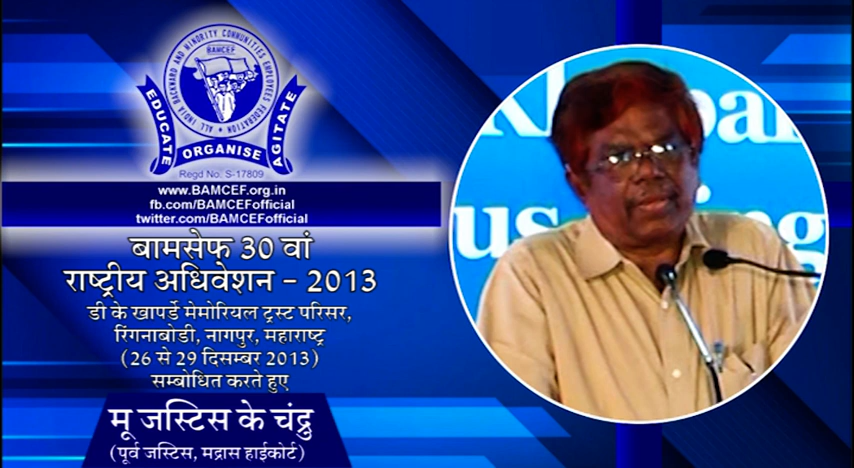 ALL INDIA BACKWARD AND MINORITY COMMUNITIES EMPLOYEES FEDERATION
BAMCEF
EDUCATE
ORGANISE
AGITATE
Regd No. S-17809
www.BAMCEF.org.in
fb.com/BAMCEFofficial
twitter.com/BAMCEFofficial
बामसेफ 30 वां
राष्ट्रीय अधिवेशन – 2013
डी के खापर्डे मेमोरियल ट्रस्ट परिसर,
रिंगनाबोडी, नागपुर, महाराष्ट्र
(26 से 29 दिसम्बर 2013)
सम्बोधित करते हुए
मू जस्टिस के चंद्रु
(पूर्व जस्टिस, मद्रास हाईकोर्ट)